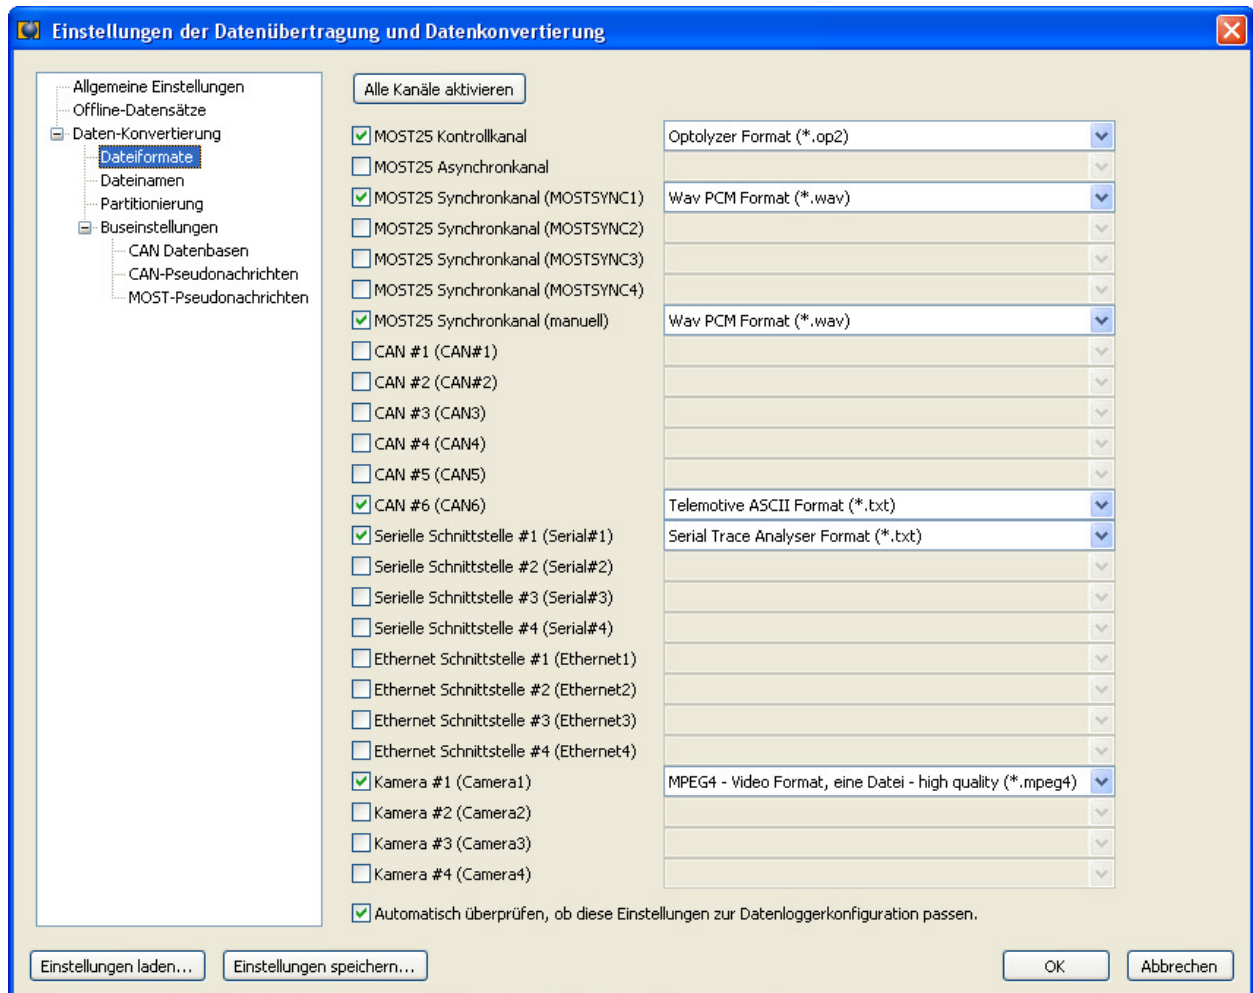 Einstellungen der Datenübertragung und Datenkonvertierung
Allgemeine Einstellungen
Offline-Datensätze
Daten-Konvertierung
Dateiformate
Dateinamen
Partitionierung
Buseinstellungen
CAN Datenbasen
CAN-Pseudonachrichten
MOST-Pseudonachrichten
Alle Kanäle aktivieren
MOST25 Kontrollkanal Optolyzer Format (*.op2)
MOST25 Asynchronkanal
MOST25 Synchronkanal (MOSTSYNC1) Wav PCM Format (*.wav)
MOST25 Synchronkanal (MOSTSYNC2)
MOST25 Synchronkanal (MOSTSYNC3)
MOST25 Synchronkanal (MOSTSYNC4)
MOST25 Synchronkanal (manuell) Wav PCM Format (*.wav)
CAN #1 (CAN#1)
CAN #2 (CAN#2)
CAN #3 (CAN3)
CAN #4 (CAN4)
CAN #5 (CAN5)
CAN #6 (CAN6) Telemotive ASCII Format (*.txt)
Serielle Schnittstelle #1 (Serial#1) Serial Trace Analyser Format (*.txt)
Serielle Schnittstelle #2 (Serial#2)
Serielle Schnittstelle #3 (Serial#3)
Serielle Schnittstelle #4 (Serial#4)
Ethernet Schnittstelle #1 (Ethernet1)
Ethernet Schnittstelle #2 (Ethernet2)
Ethernet Schnittstelle #3 (Ethernet3)
Ethernet Schnittstelle #4 (Ethernet4)
Kamera #1 (Camera1) MPEG4 - Video Format, eine Datei - high quality (*.mpeg4)
Kamera #2 (Camera2)
Kamera #3 (Camera3)
Kamera #4 (Camera4)
Automatisch überprüfen, ob diese Einstellungen zur Datenloggerkonfiguration passen.
Einstellungen laden... Einstellungen speichern... OK Abbrechen